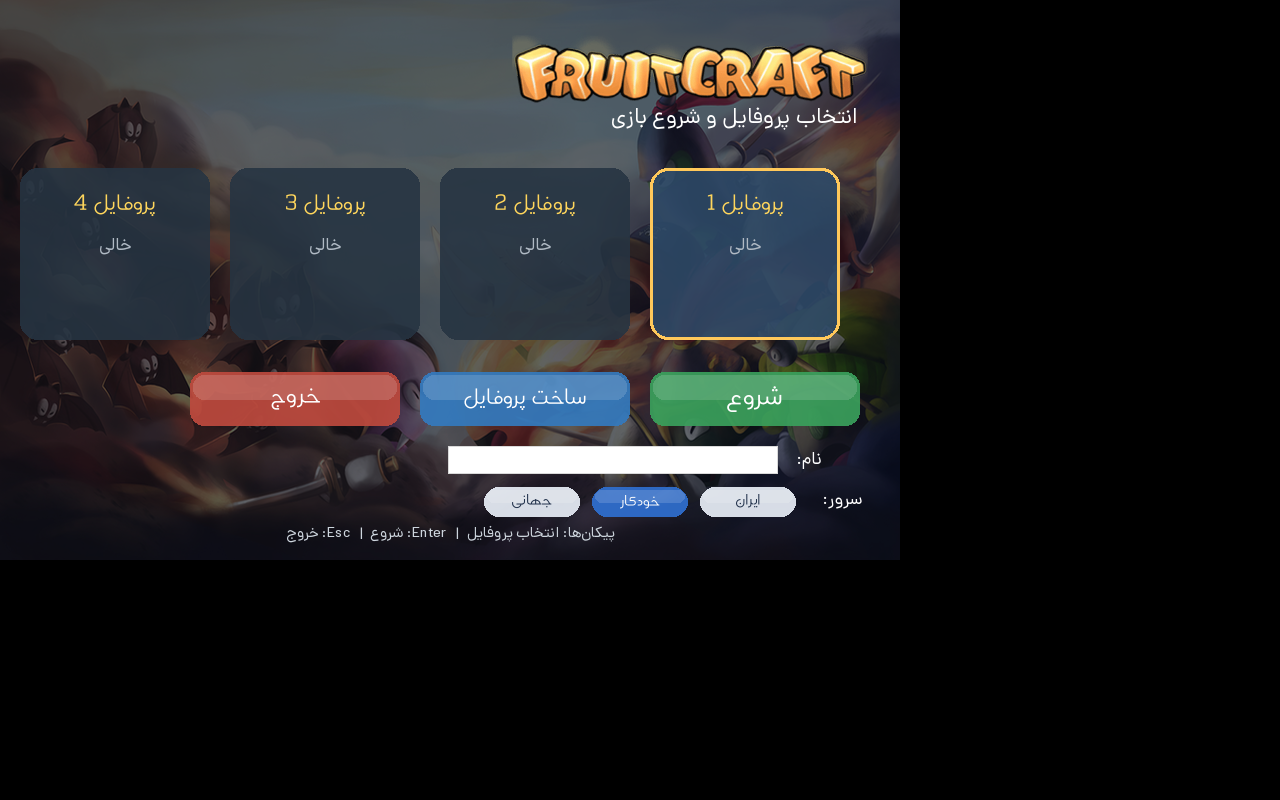 FRUITCRAFT
انتخاب پروفایل و شروع بازی
پروفایل 1
خالی
پروفایل 2
خالی
پروفایل 3
خالی
پروفایل 4
خالی
شروع
ساخت پروفایل
خروج
نام:
سرور:
ایران
خودکار
جهانی
پیکان‌ها: انتخاب پروفایل | Enter: شروع | Esc: خروج